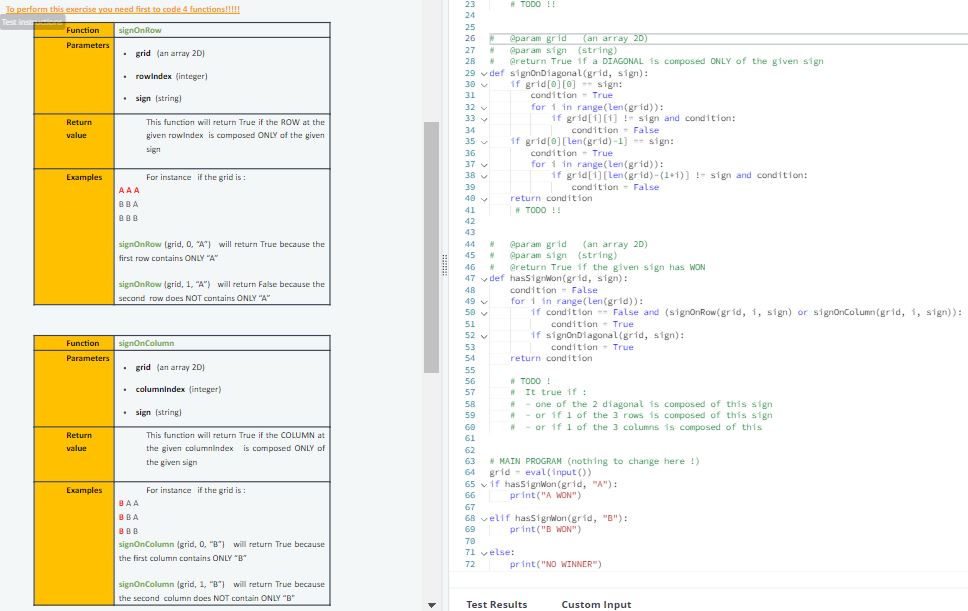 To perform this exercise you need first to code 4 functions!!!!!
Test instructions
Function signOnRow
Parameters
• grid (an array 2D)
• rowIndex (integer)
• sign (string)
Return value
This function will return True if the ROW at
the given rowIndex is composed ONLY of the given
sign
Examples
For instance if the grid is :
A A A
B B A
B B B
signOnRow (grid, 0, "A") will return True because the
first row contains ONLY "A"
signOnRow (grid, 1, "A") will return False because the
second row does NOT contains ONLY "A"
Function signOnColumn
Parameters
• grid (an array 2D)
• columnIndex (integer)
• sign (string)
Return value
This function will return True if the COLUMN at
the given columnIndex is composed ONLY of
the given sign
Examples
For instance if the grid is :
B A A
B B A
B B B
signOnColumn (grid, 0, "B") will return True because
the first column contains ONLY "B"
signOnColumn (grid, 1, "B") will return True because
the second column does NOT contain ONLY "B"
23 # TODO !!
24
25
26 # @param grid (an array 2D)
27 # @param sign (string)
28 # @return True if a DIAGONAL is composed ONLY of the given sign
29 def signOnDiagonal(grid, sign):
30 if grid[0][0] == sign:
31 condition = True
32 for i in range(len(grid)):
33 if grid[i][i] != sign and condition:
34 condition = False
35 if grid[0][len(grid)-1] == sign:
36 condition = True
37 for i in range(len(grid)):
38 if grid[i][len(grid)-(1+i)] != sign and condition:
39 condition = False
40 return condition
41 # TODO !!
42
43
44 # @param grid (an array 2D)
45 # @param sign (string)
46 # @return True if the given sign has WON
47 def hasSignWon(grid, sign):
48 condition = False
49 for i in range(len(grid)):
50 if condition == False and (signOnRow(grid, i, sign) or signOnColumn(grid, i, sign)):
51 condition = True
52 if signOnDiagonal(grid, sign):
53 condition = True
54 return condition
55
56 # TODO !
57 # It true if :
58 # - one of the 2 diagonal is composed of this sign
59 # - or if 1 of the 3 rows is composed of this sign
60 # - or if 1 of the 3 columns is composed of this
61
62
63 # MAIN PROGRAM (nothing to change here !)
64 grid = eval(input())
65 if hasSignWon(grid, "A"):
66 print("A WON")
67
68 elif hasSignWon(grid, "B"):
69 print("B WON")
70
71 else:
72 print("NO WINNER")
Test Results Custom Input